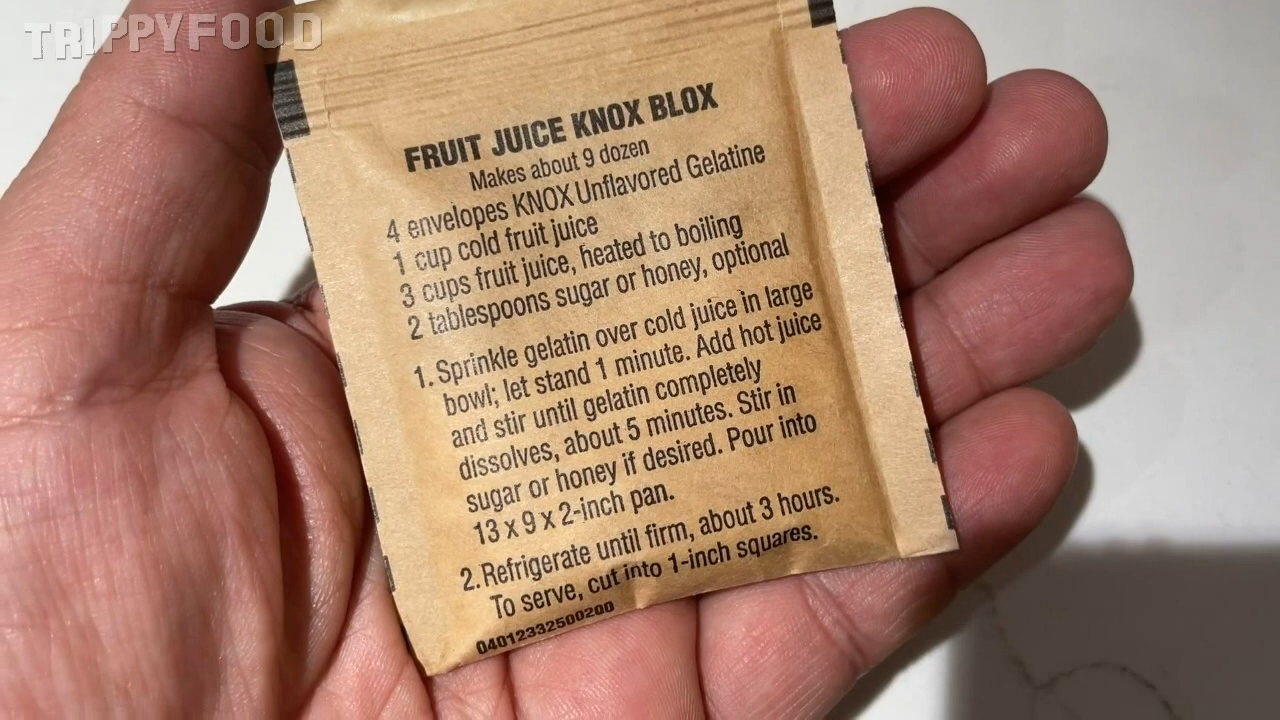 TRIPPYFOOD
FRUIT JUICE KNOX BLOX
Makes about 9 dozen
4 envelopes KNOX Unflavored Gelatine
1 cup cold fruit juice
3 cups fruit juice, heated to boiling
2 tablespoons sugar or honey, optional
1. Sprinkle gelatin over cold juice in large
bowl; let stand 1 minute. Add hot juice
and stir until gelatin completely
dissolves, about 5 minutes. Stir in
sugar or honey if desired. Pour into
13 x 9 x 2-inch pan.
2. Refrigerate until firm, about 3 hours.
To serve, cut into 1-inch squares.
04012332500200